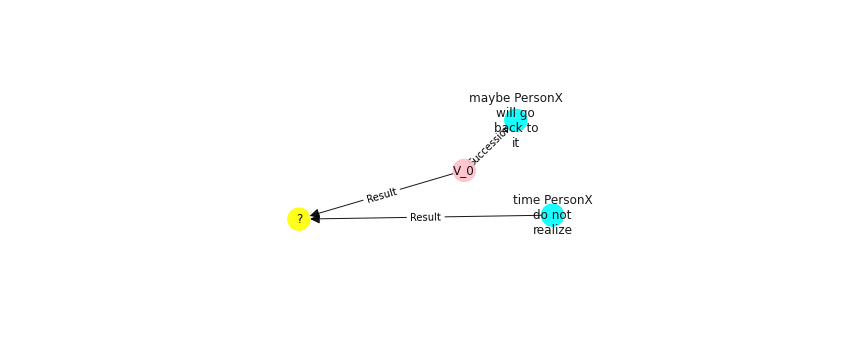 maybe PersonX
will go
back to
it
Succession
V_0
Result
time PersonX
do not
realize
Result
?